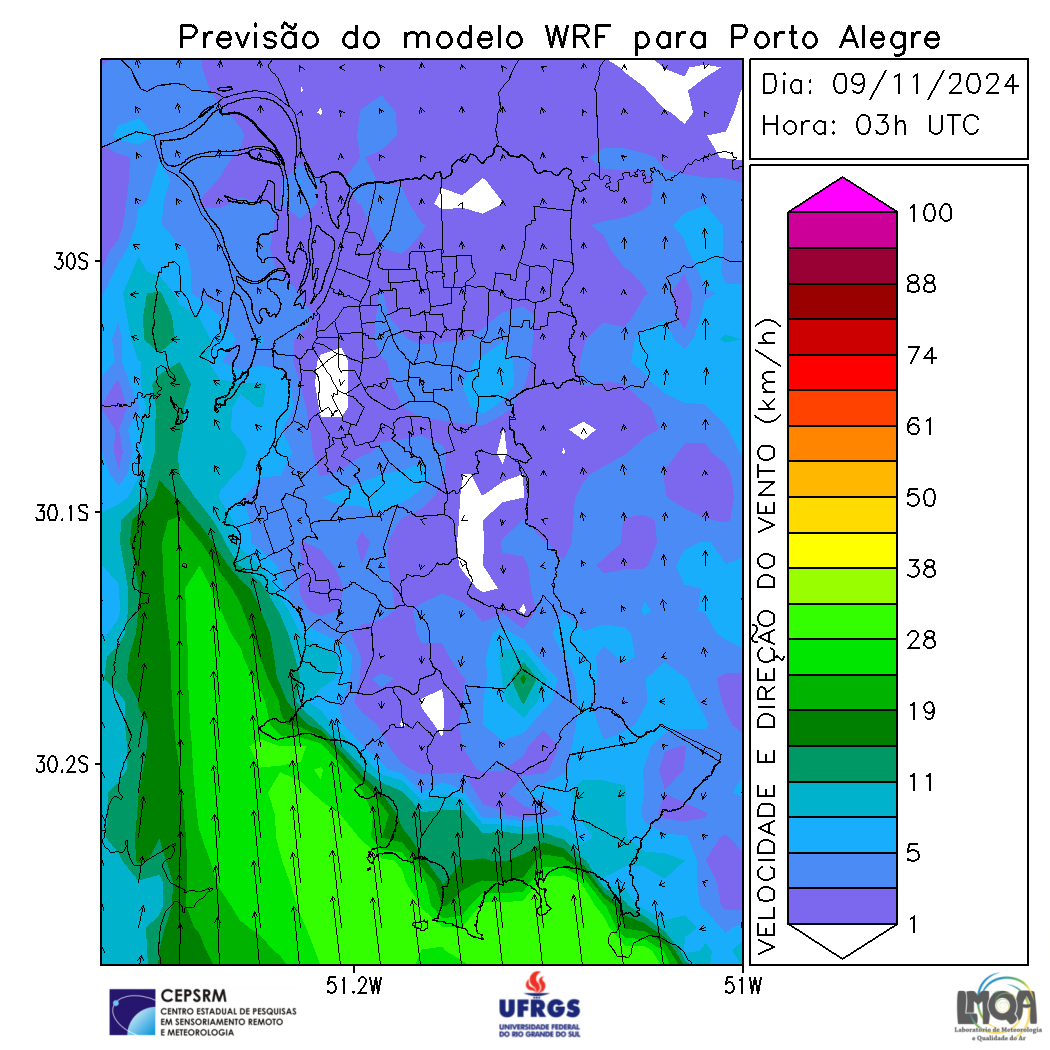 Previsão do modelo WRF para Porto Alegre
Dia: 09/11/2024
Hora: 03h UTC
30S
30.1S
30.2S
51.2W
51W
VELOCIDADE E DIREÇÃO DO VENTO (km/h)
100
88
74
61
50
38
28
19
11
5
1
CEPSRM
CENTRO ESTADUAL DE PESQUISAS
EM SENSORIAMENTO REMOTO
E METEOROLOGIA
UFRGS
UNIVERSIDADE FEDERAL
DO RIO GRANDE DO SUL
LMQA
Laboratório de Meteorologia
e Qualidade do Ar